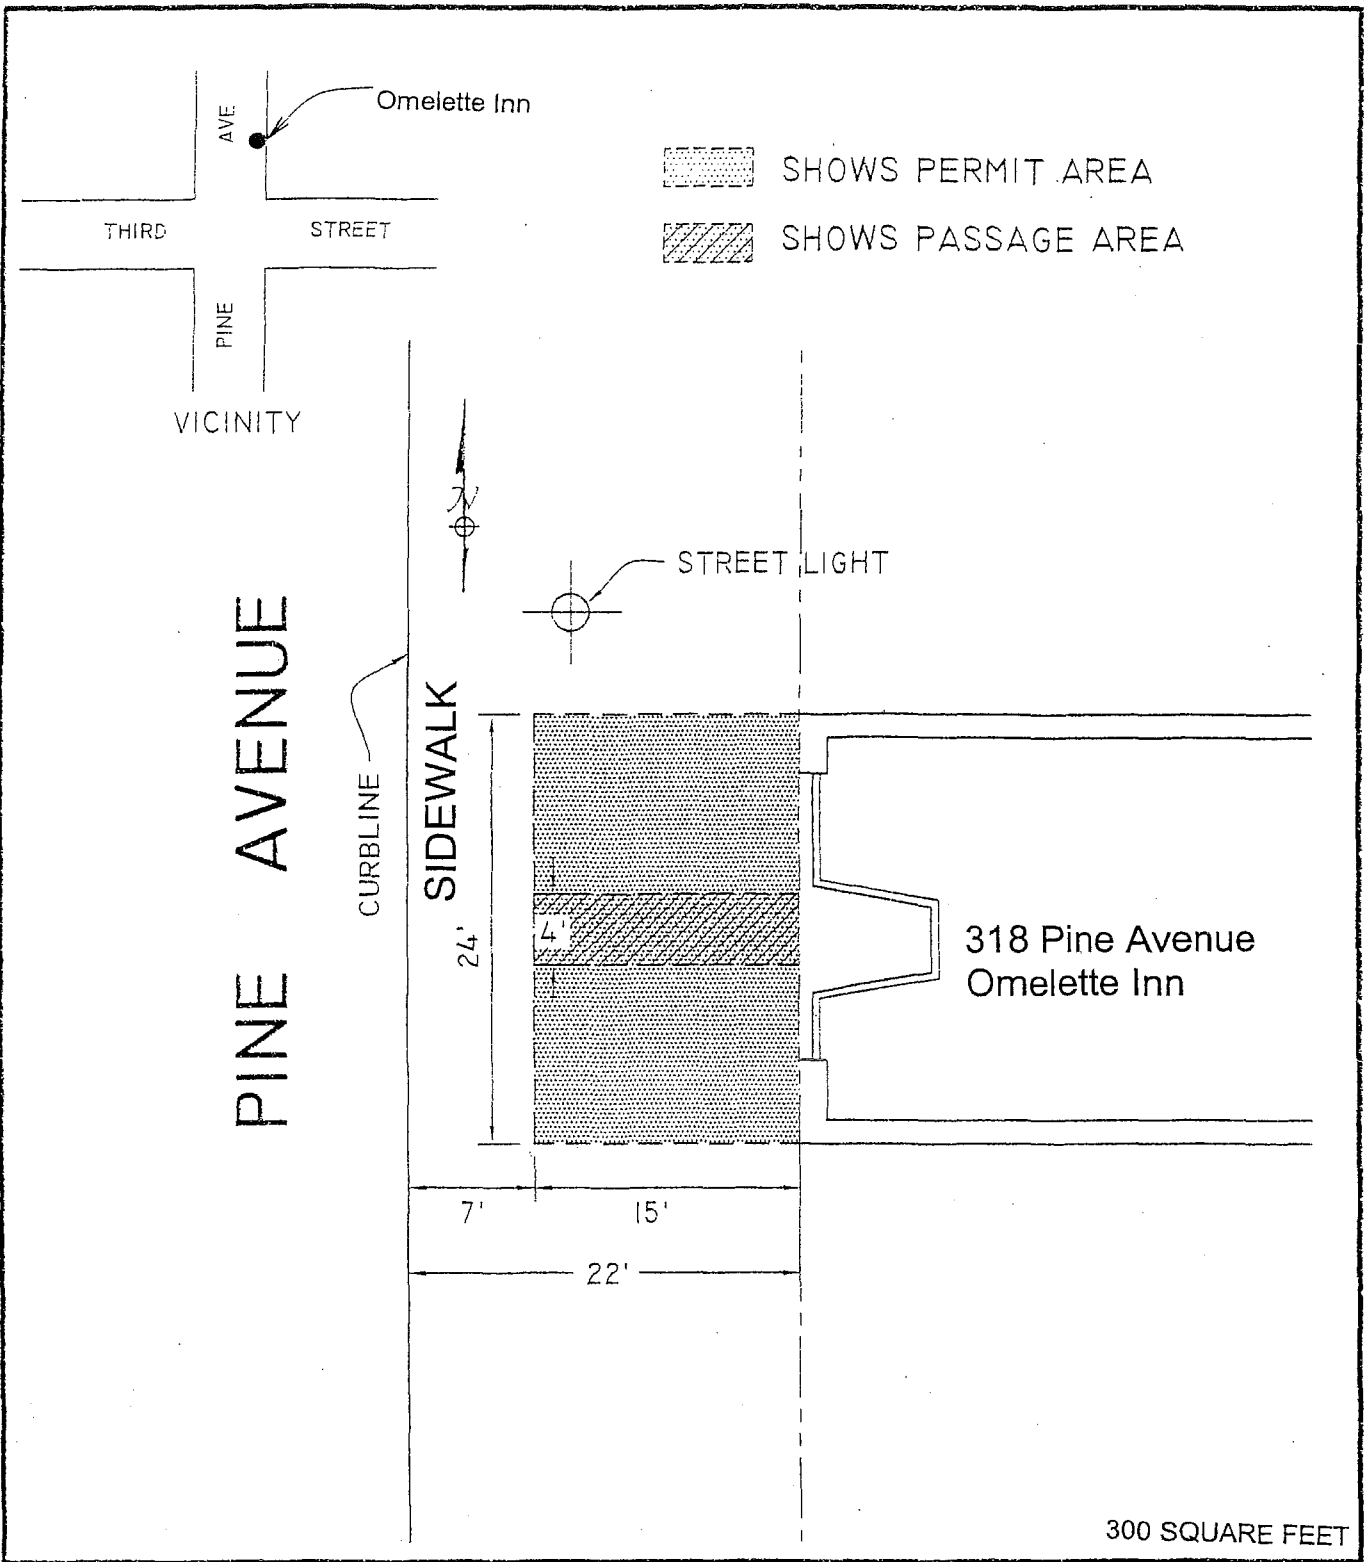 Omelette Inn
AVE.
THIRD STREET
PINE
VICINITY
SHOWS PERMIT AREA
SHOWS PASSAGE AREA
N
STREET LIGHT
PINE AVENUE
CURBLINE
SIDEWALK
24'
4'
318 Pine Avenue
Omelette Inn
7' 15'
22'
300 SQUARE FEET